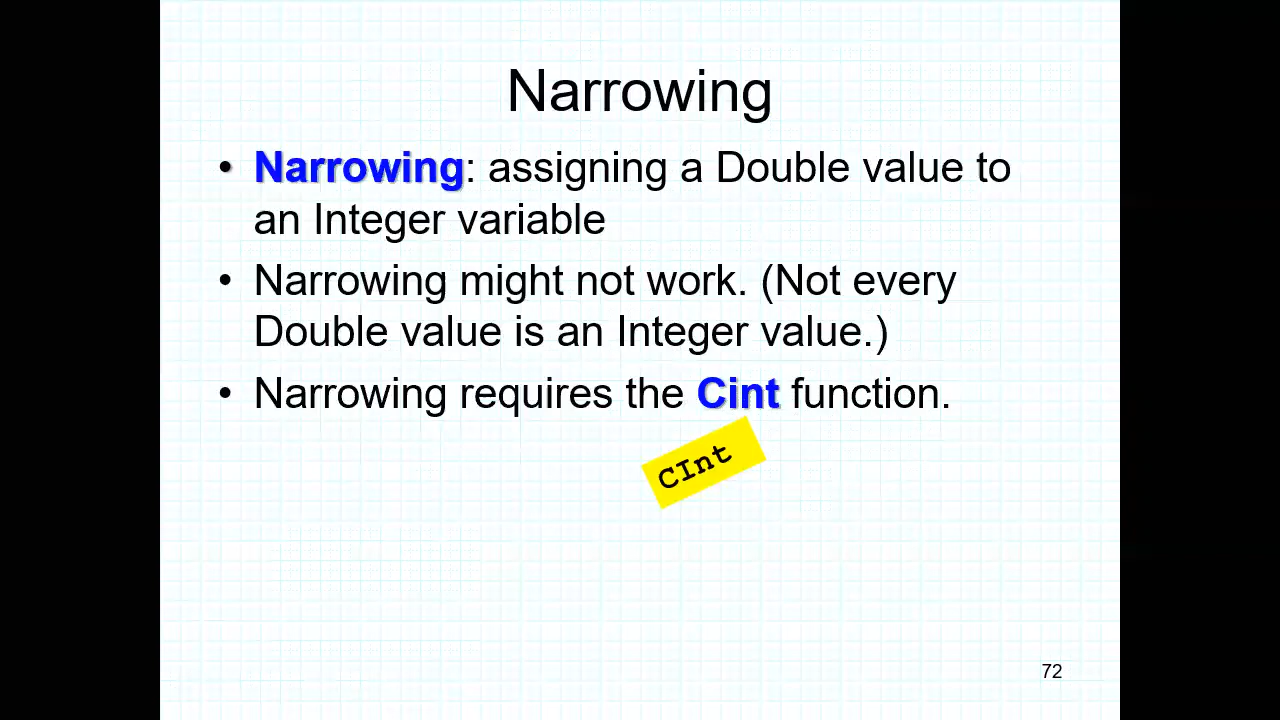 Narrowing
• Narrowing: assigning a Double value to
an Integer variable
• Narrowing might not work. (Not every
Double value is an Integer value.)
• Narrowing requires the Cint function.
CInt
72